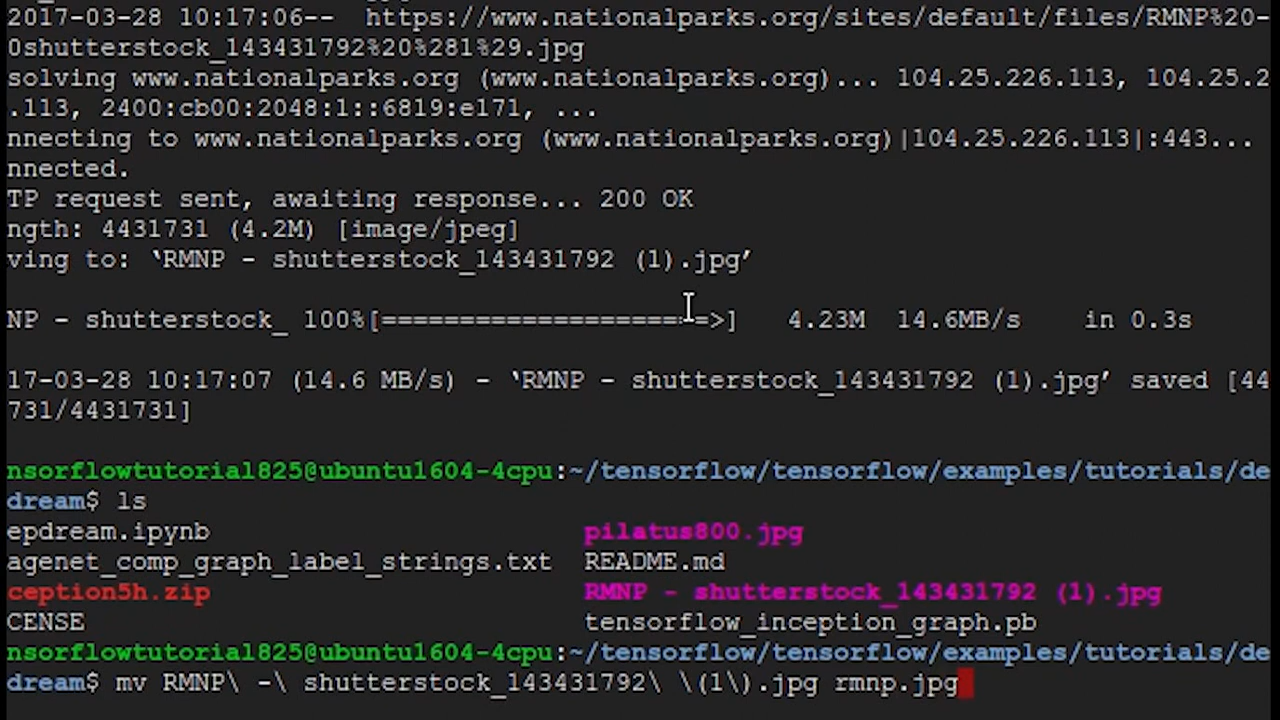 2017-03-28 10:17:06--  https://www.nationalparks.org/sites/default/files/RMNP%20-
0shutterstock_143431792%20%281%29.jpg
solving www.nationalparks.org (www.nationalparks.org)... 104.25.226.113, 104.25.2
.113, 2400:cb00:2048:1::6819:e171, ...
nnecting to www.nationalparks.org (www.nationalparks.org)|104.25.226.113|:443...
nnected.
TP request sent, awaiting response... 200 OK
ngth: 4431731 (4.2M) [image/jpeg]
ving to: ‘RMNP - shutterstock_143431792 (1).jpg’
NP - shutterstock_ 100%[=====================>]   4.23M  14.6MB/s    in 0.3s
17-03-28 10:17:07 (14.6 MB/s) - ‘RMNP - shutterstock_143431792 (1).jpg’ saved [44
731/4431731]
nsorflowtutorial825@ubuntu1604-4cpu:~/tensorflow/tensorflow/examples/tutorials/de
dream$ ls
epdream.ipynb                        pilatus800.jpg
agenet_comp_graph_label_strings.txt  README.md
ception5h.zip                        RMNP - shutterstock_143431792 (1).jpg
CENSE                                tensorflow_inception_graph.pb
nsorflowtutorial825@ubuntu1604-4cpu:~/tensorflow/tensorflow/examples/tutorials/de
dream$ mv RMNP\ -\ shutterstock_143431792\ \(1\).jpg rmnp.jpg